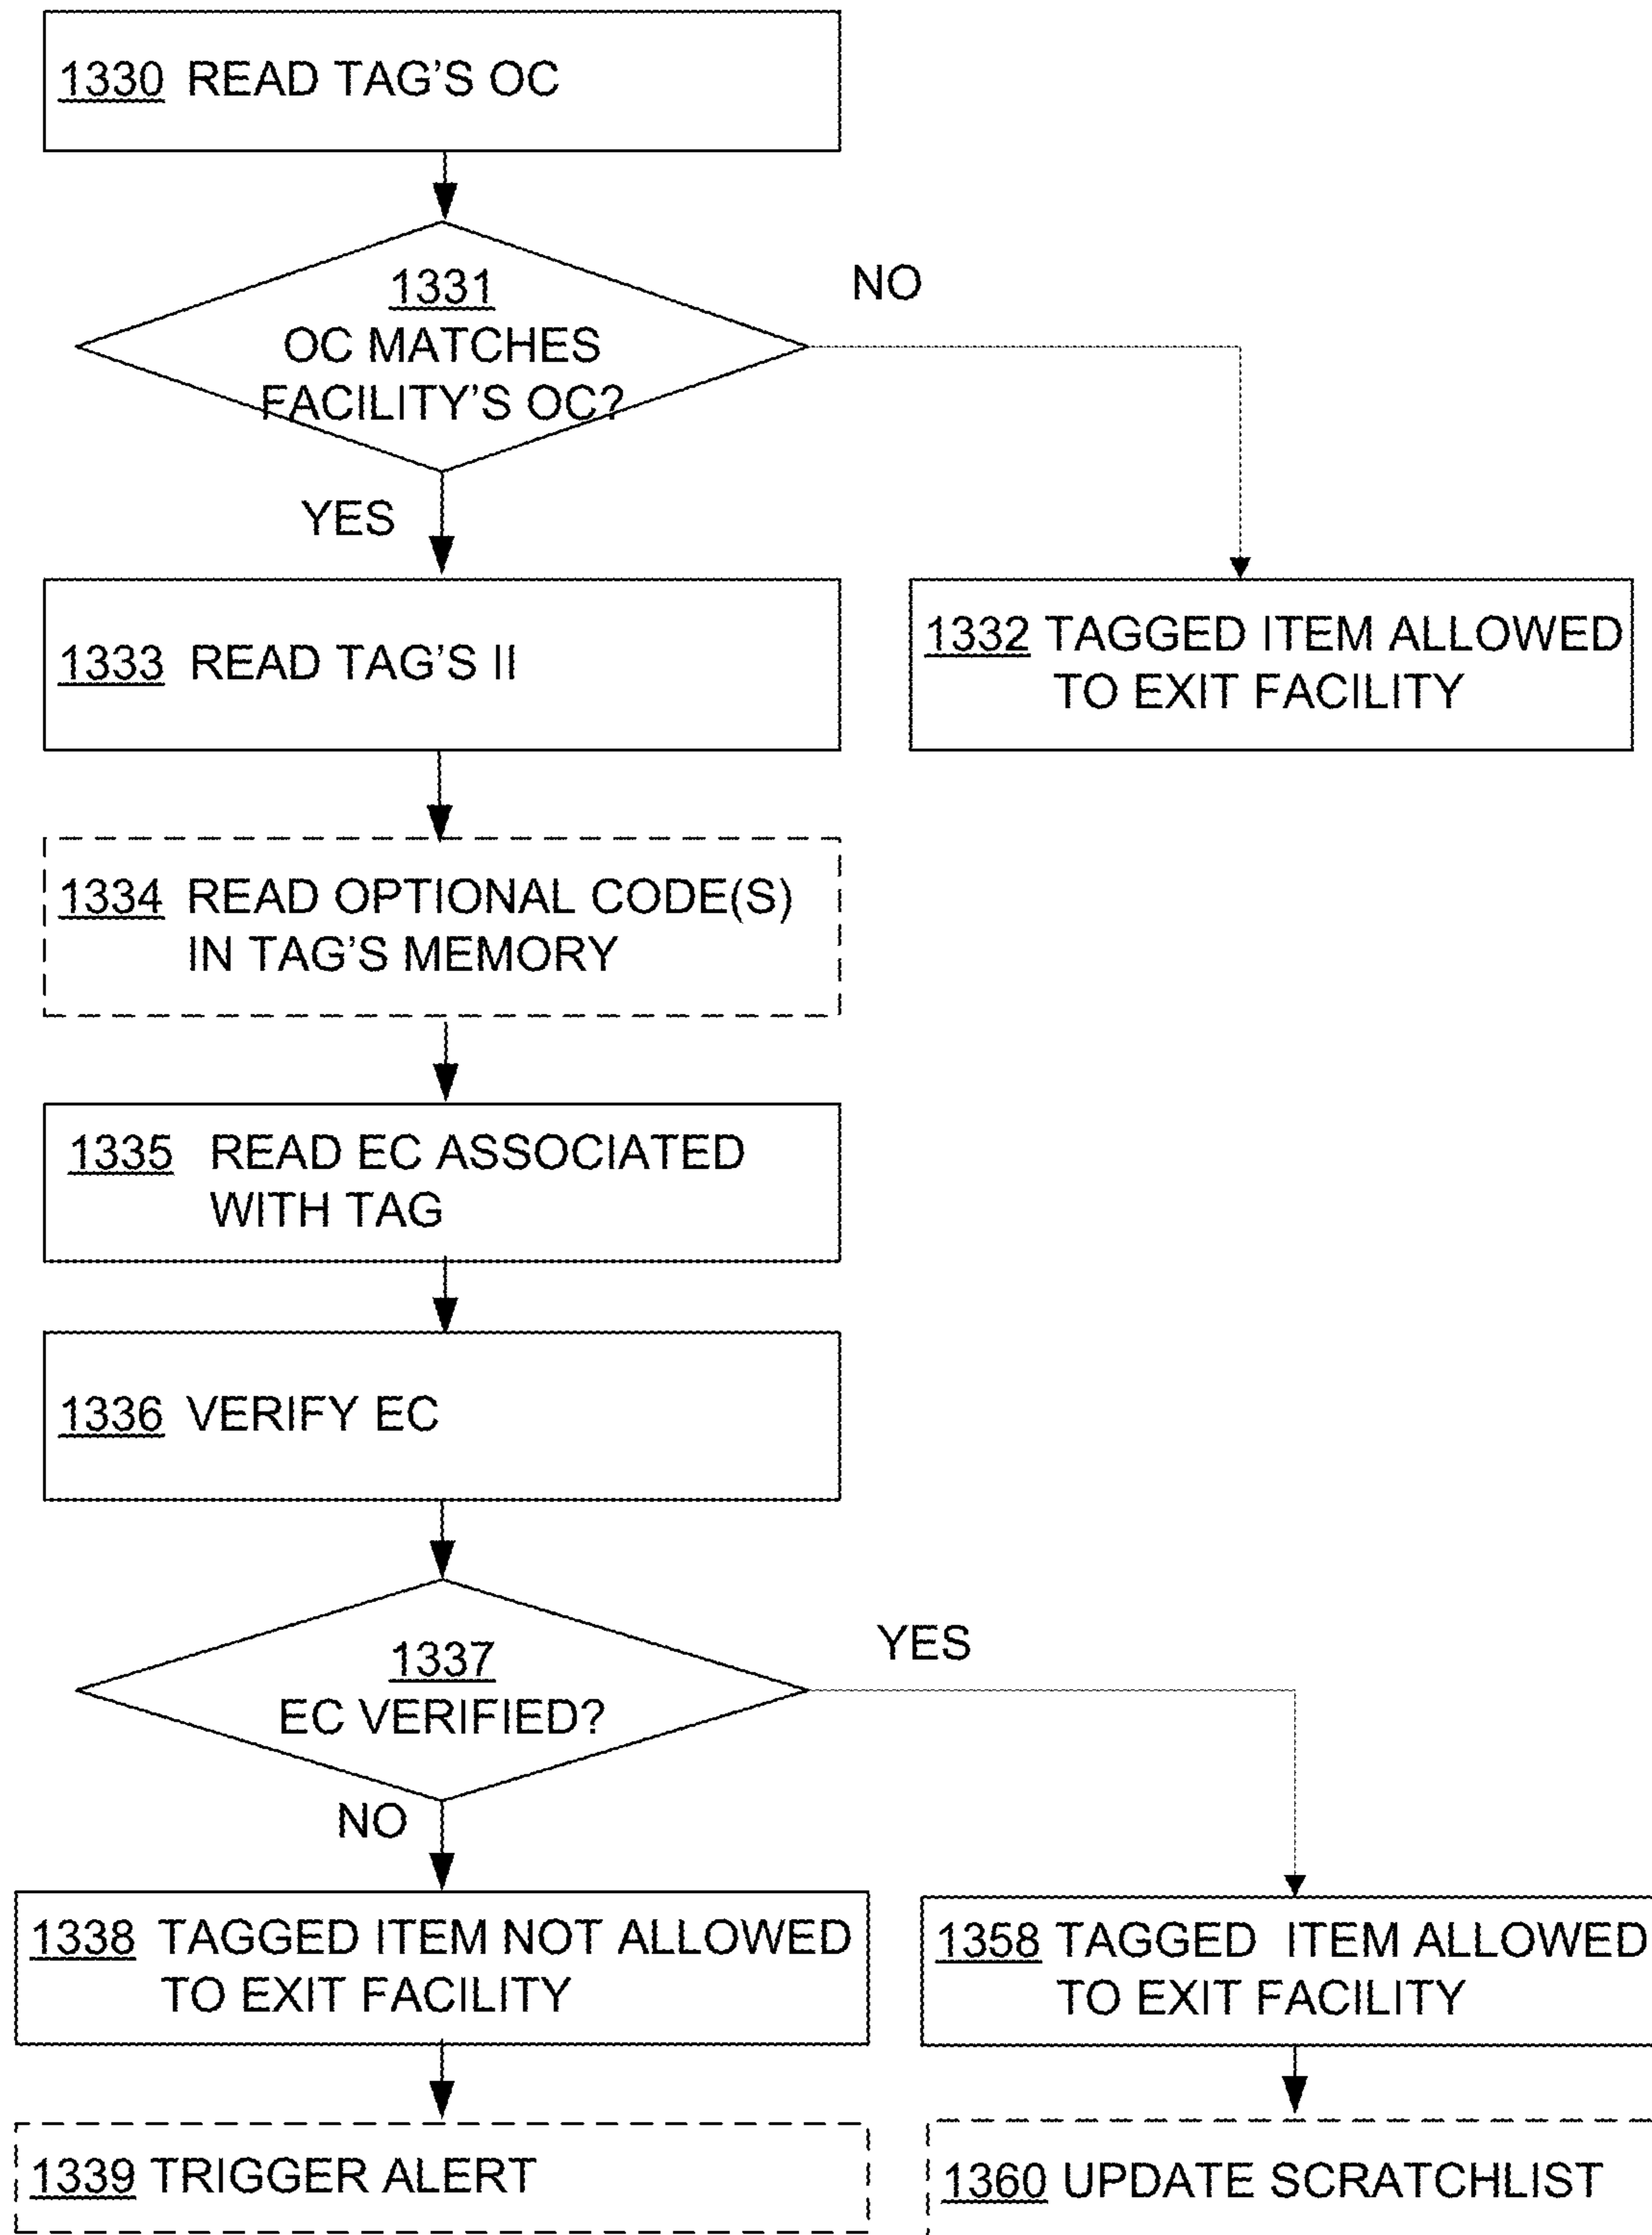 1330 READ TAG'S OC
1331
OC MATCHES
FACILITY'S OC?
NO
YES
1333 READ TAG'S II
1332 TAGGED ITEM ALLOWED
TO EXIT FACILITY
1334 READ OPTIONAL CODE(S)
IN TAG'S MEMORY
1335 READ EC ASSOCIATED
WITH TAG
1336 VERIFY EC
1337
EC VERIFIED?
YES
NO
1338 TAGGED ITEM NOT ALLOWED
TO EXIT FACILITY
1358 TAGGED ITEM ALLOWED
TO EXIT FACILITY
1339 TRIGGER ALERT
1360 UPDATE SCRATCHLIST